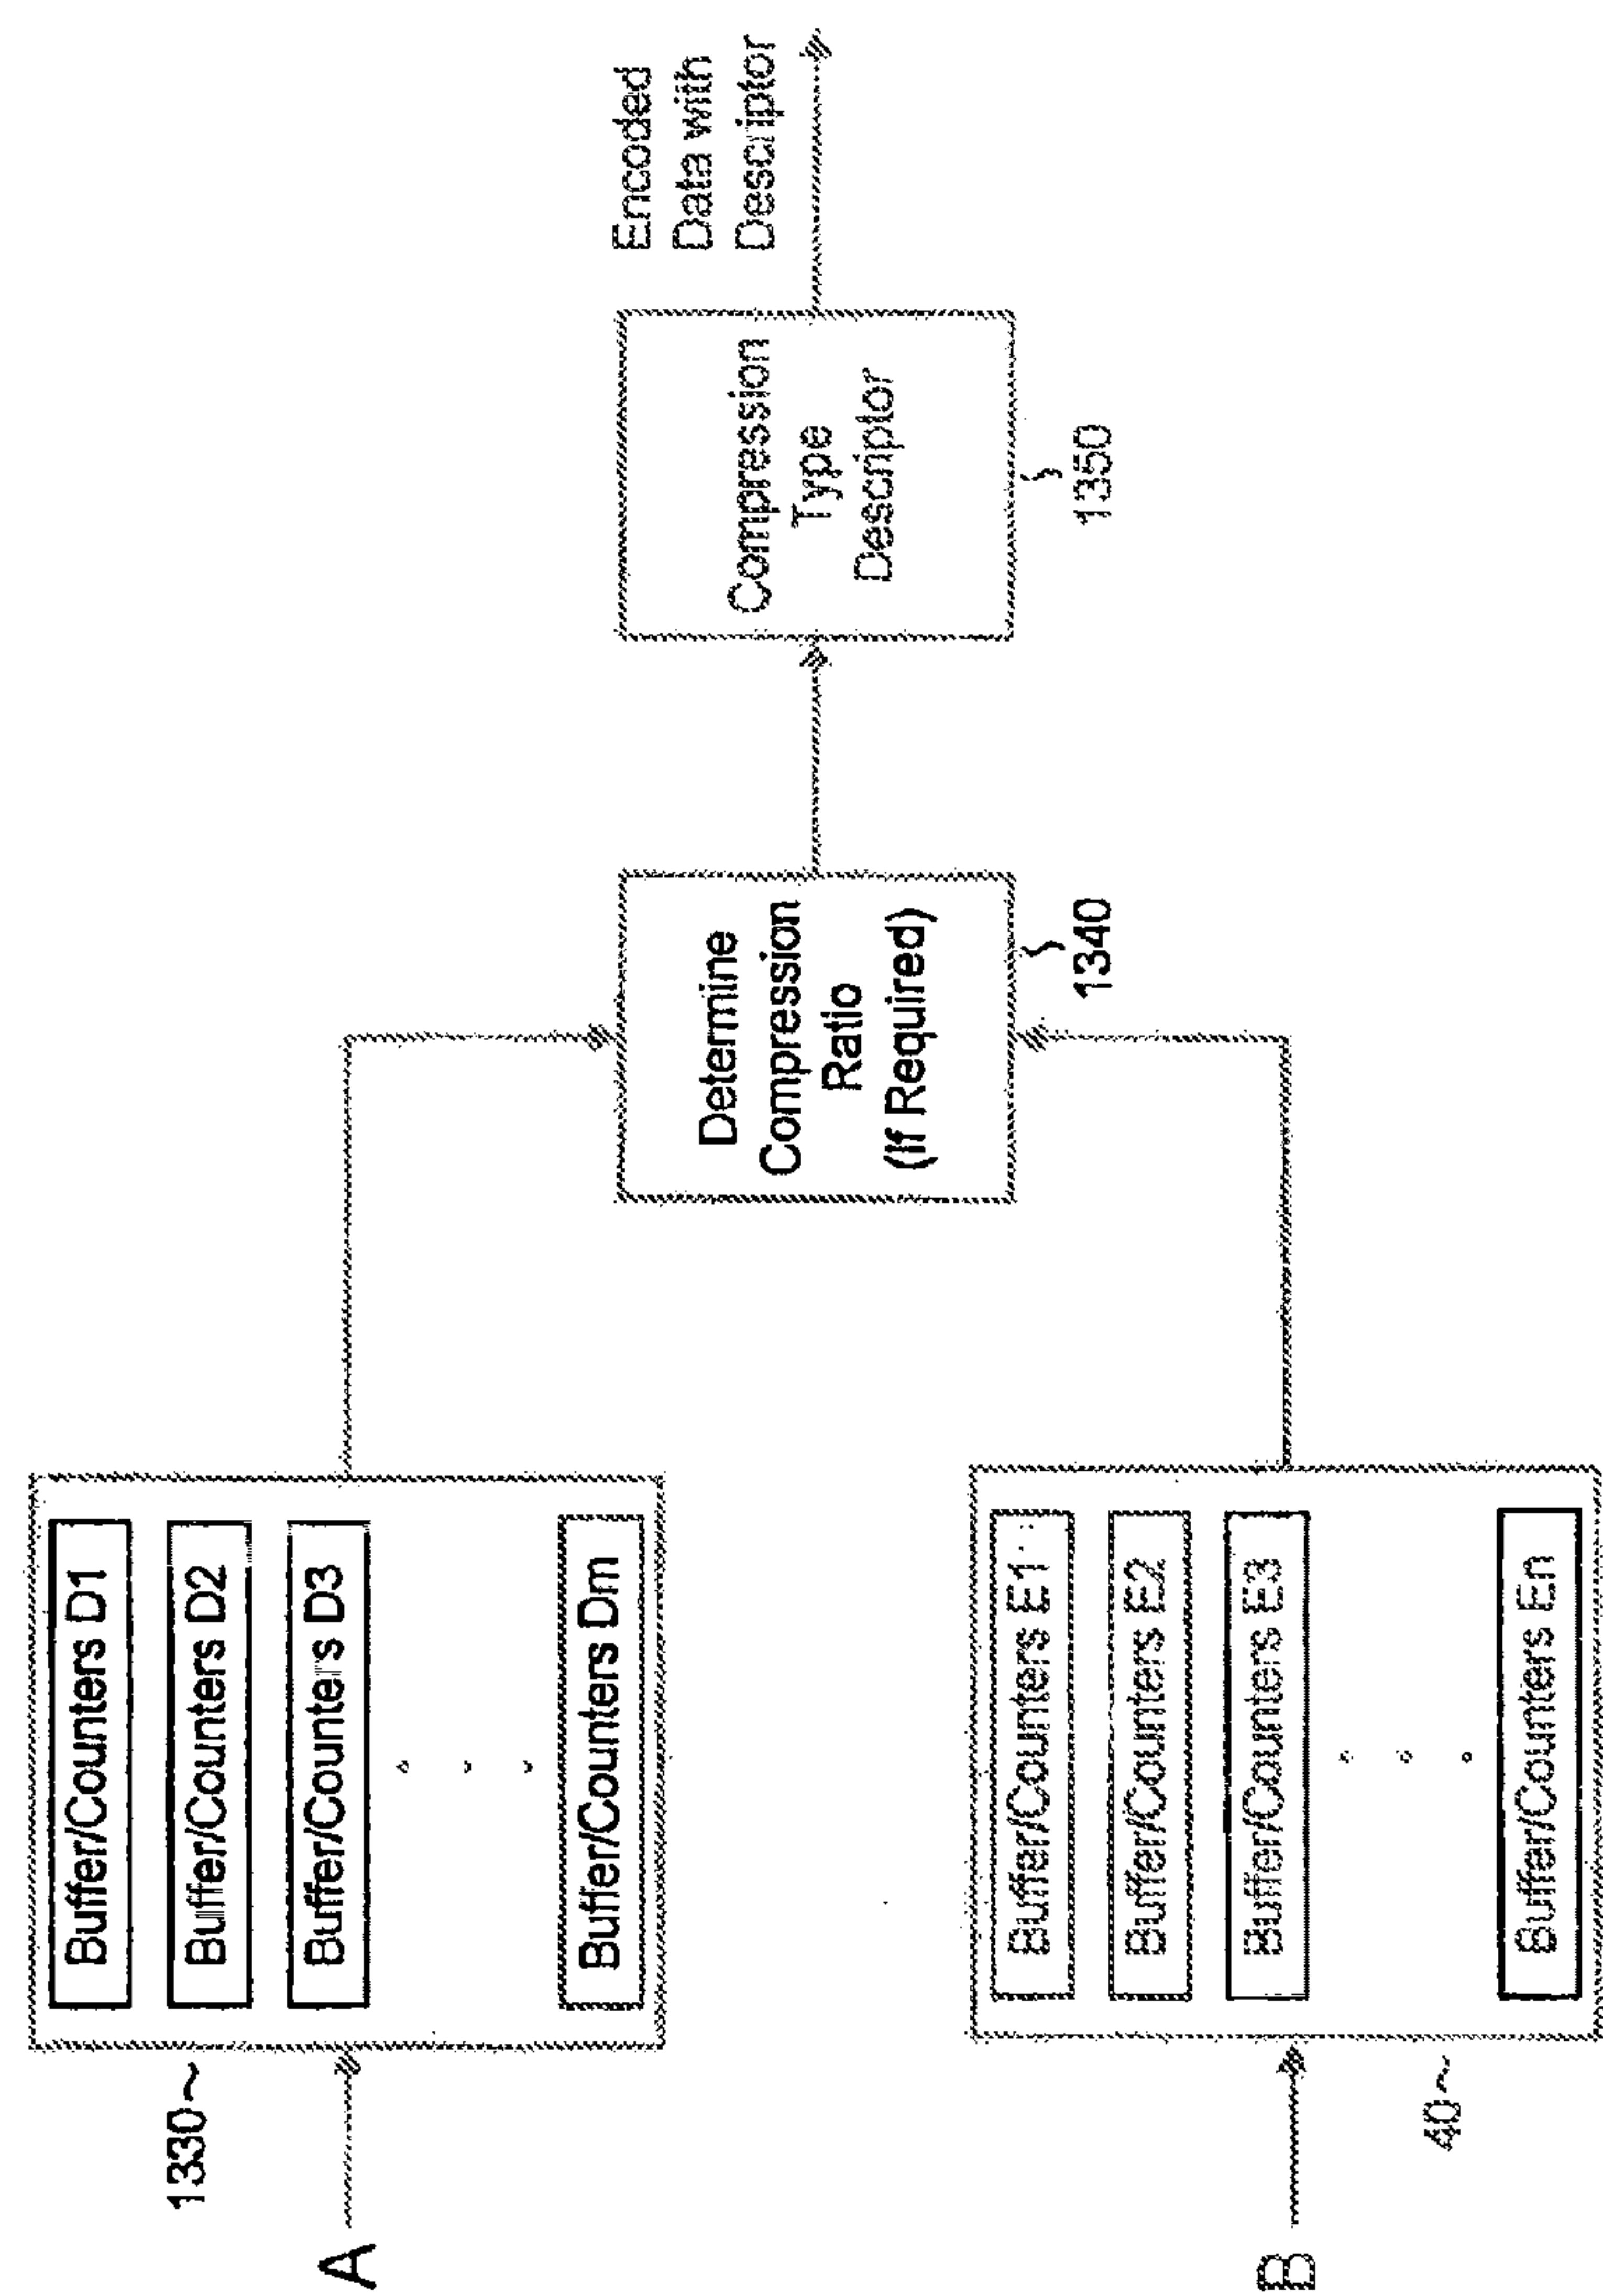 A
1330~
Buffer/Counters D1
Buffer/Counters D2
Buffer/Counters D3
Buffer/Counters Dm
B
40~
Buffer/Counters E1
Buffer/Counters E2
Buffer/Counters E3
Buffer/Counters En
Determine
Compression
Ratio
(If Required)
1340
Compression
Type
Descriptor
1350
Encoded
Data with
Descriptor